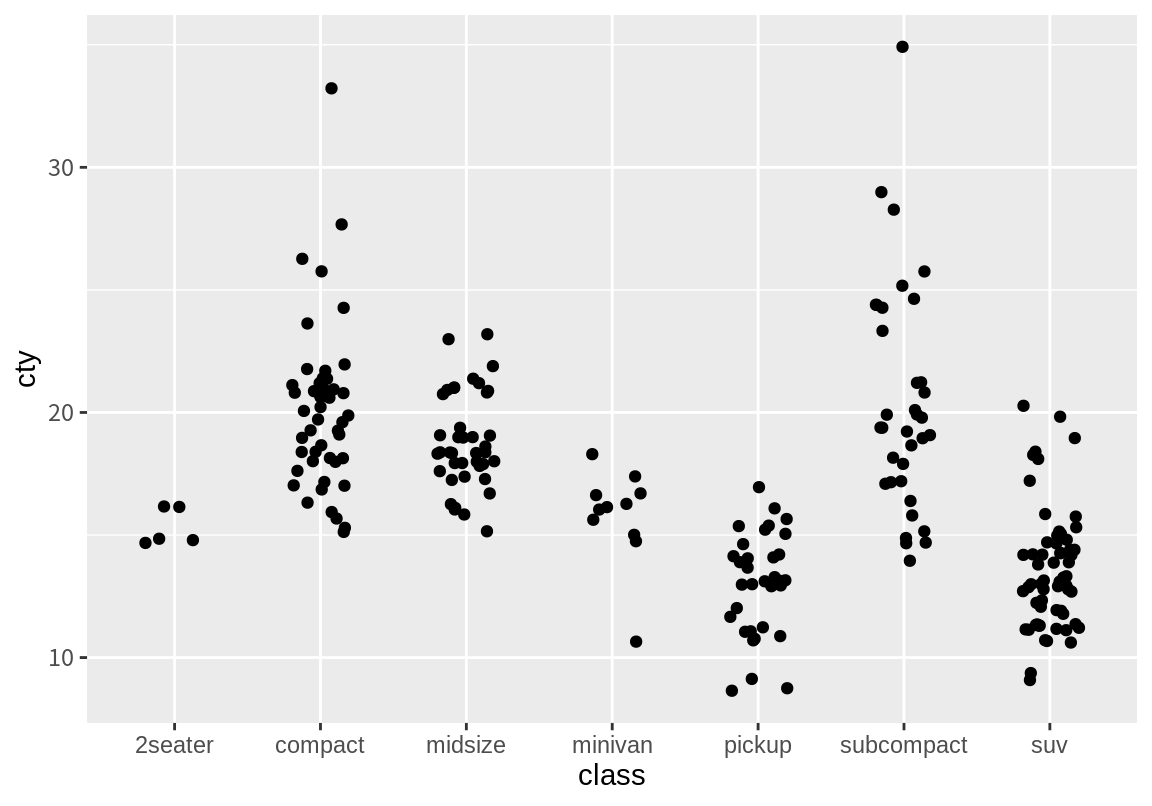 cty
30
20
10
2seater compact midsize minivan pickup subcompact suv
class